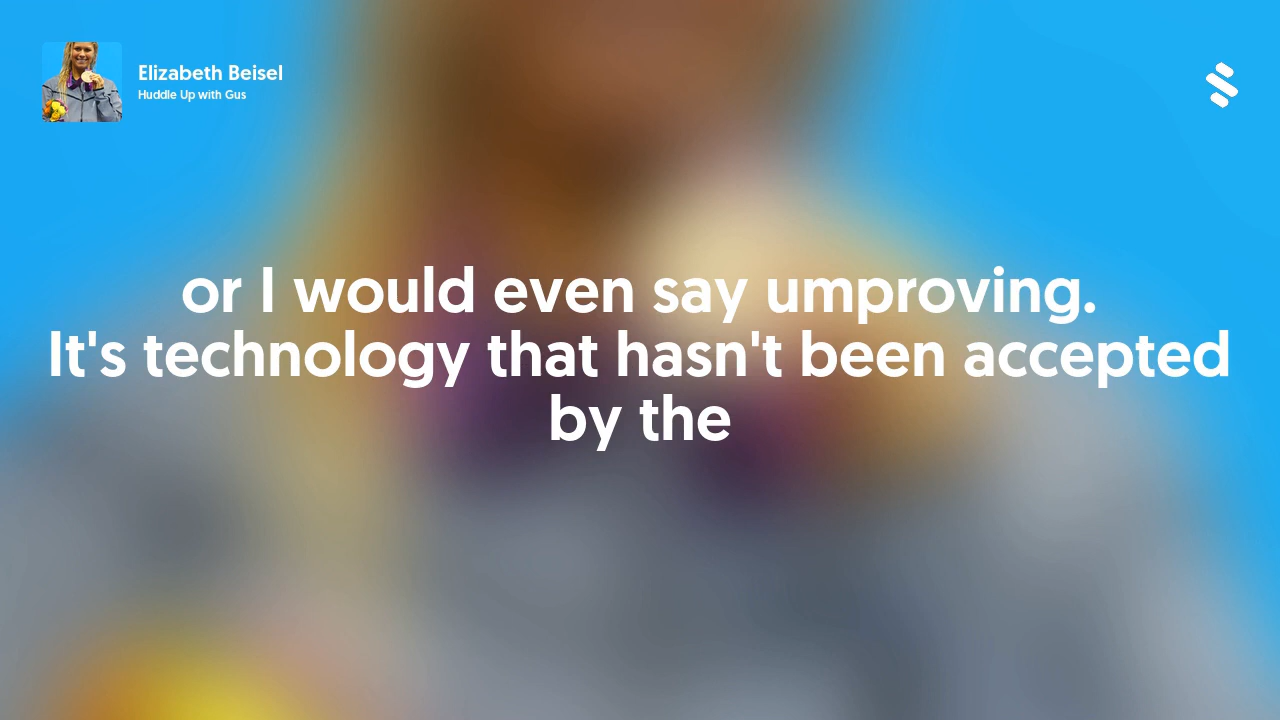 Elizabeth Beisel
Huddle Up with Gus
or I would even say umproving.
It's technology that hasn't been accepted
by the